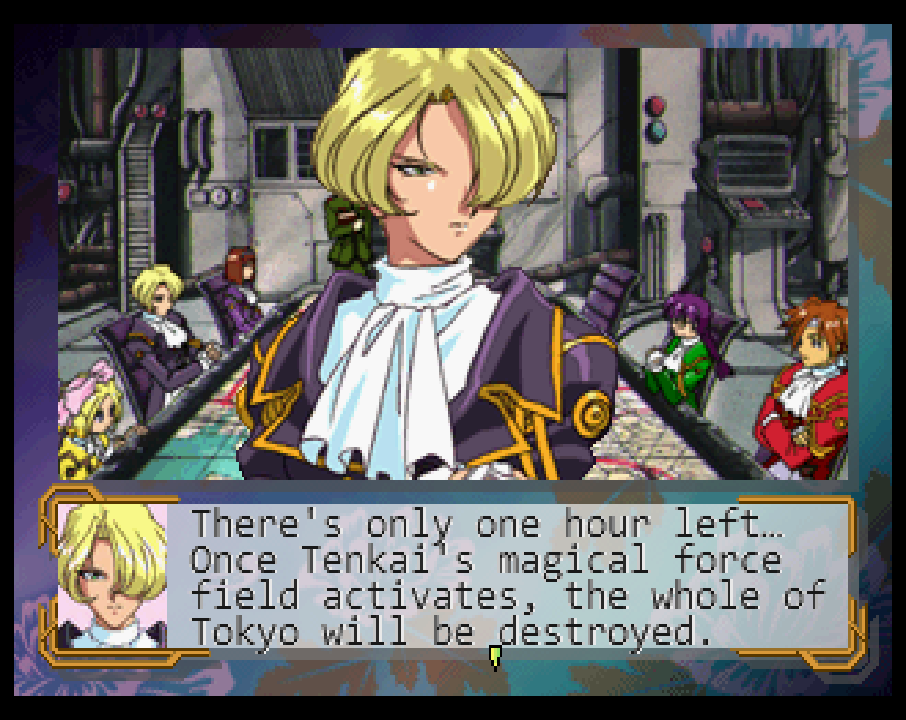 There's only one hour left…
Once Tenkai's magical force
field activates, the whole of
Tokyo will be destroyed.